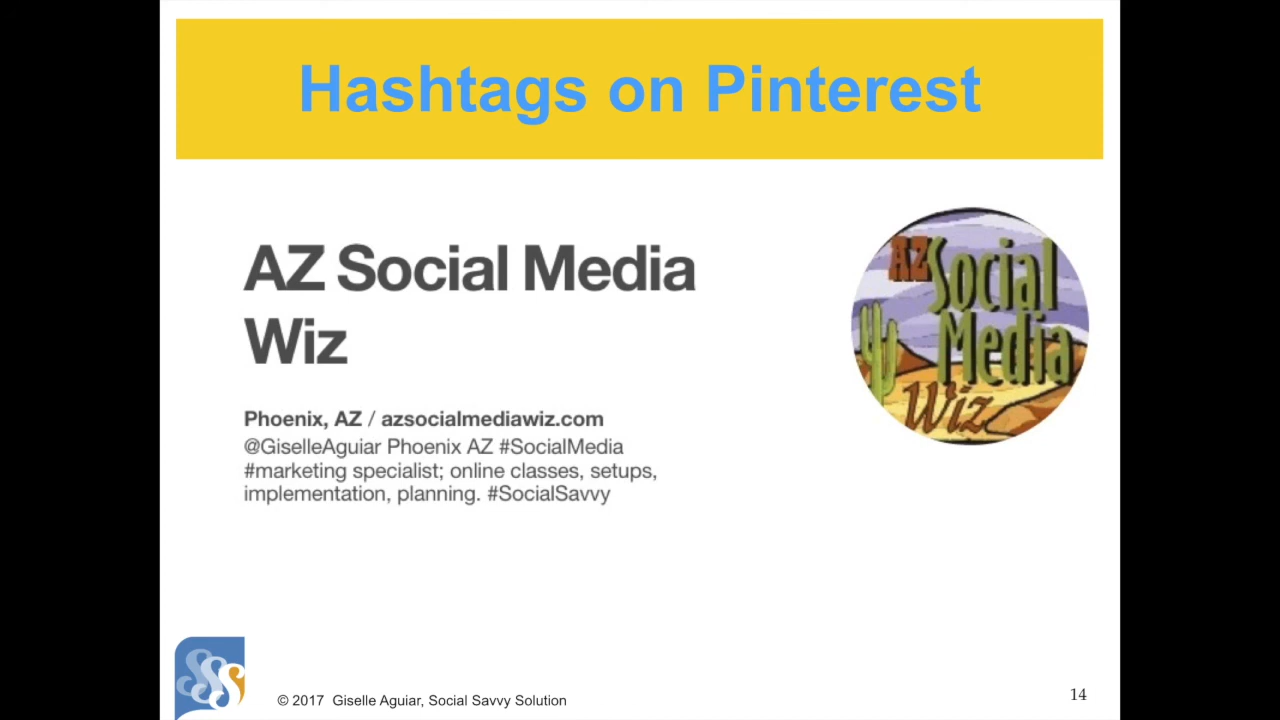 Hashtags on Pinterest
AZ Social Media
Wiz
AZ
Social
Media
Wiz
Phoenix, AZ / azsocialmediawiz.com
@GiselleAguiar Phoenix AZ #SocialMedia
#marketing specialist; online classes, setups,
implementation, planning. #SocialSavvy
SSS
© 2017 Giselle Aguiar, Social Savvy Solution
14